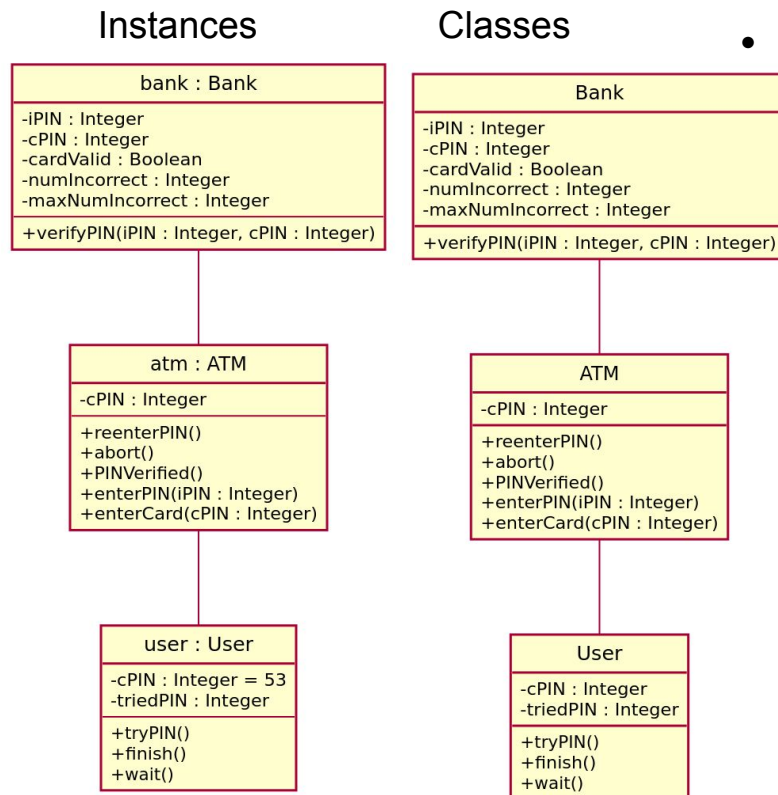 Instances
bank : Bank
-iPIN : Integer
-cPIN : Integer
-cardValid : Boolean
-numIncorrect : Integer
-maxNumIncorrect : Integer
+verifyPIN(iPIN : Integer, cPIN : Integer)
atm : ATM
-cPIN : Integer
+reenterPIN()
+abort()
+PINVerified()
+enterPIN(iPIN : Integer)
+enterCard(cPIN : Integer)
user : User
-cPIN : Integer = 53
-triedPIN : Integer
+tryPIN()
+finish()
+wait()
Classes
•
Bank
-iPIN : Integer
-cPIN : Integer
-cardValid : Boolean
-numIncorrect : Integer
-maxNumIncorrect : Integer
+verifyPIN(iPIN : Integer, cPIN : Integer)
ATM
-cPIN : Integer
+reenterPIN()
+abort()
+PINVerified()
+enterPIN(iPIN : Integer)
+enterCard(cPIN : Integer)
User
-cPIN : Integer
-triedPIN : Integer
+tryPIN()
+finish()
+wait()